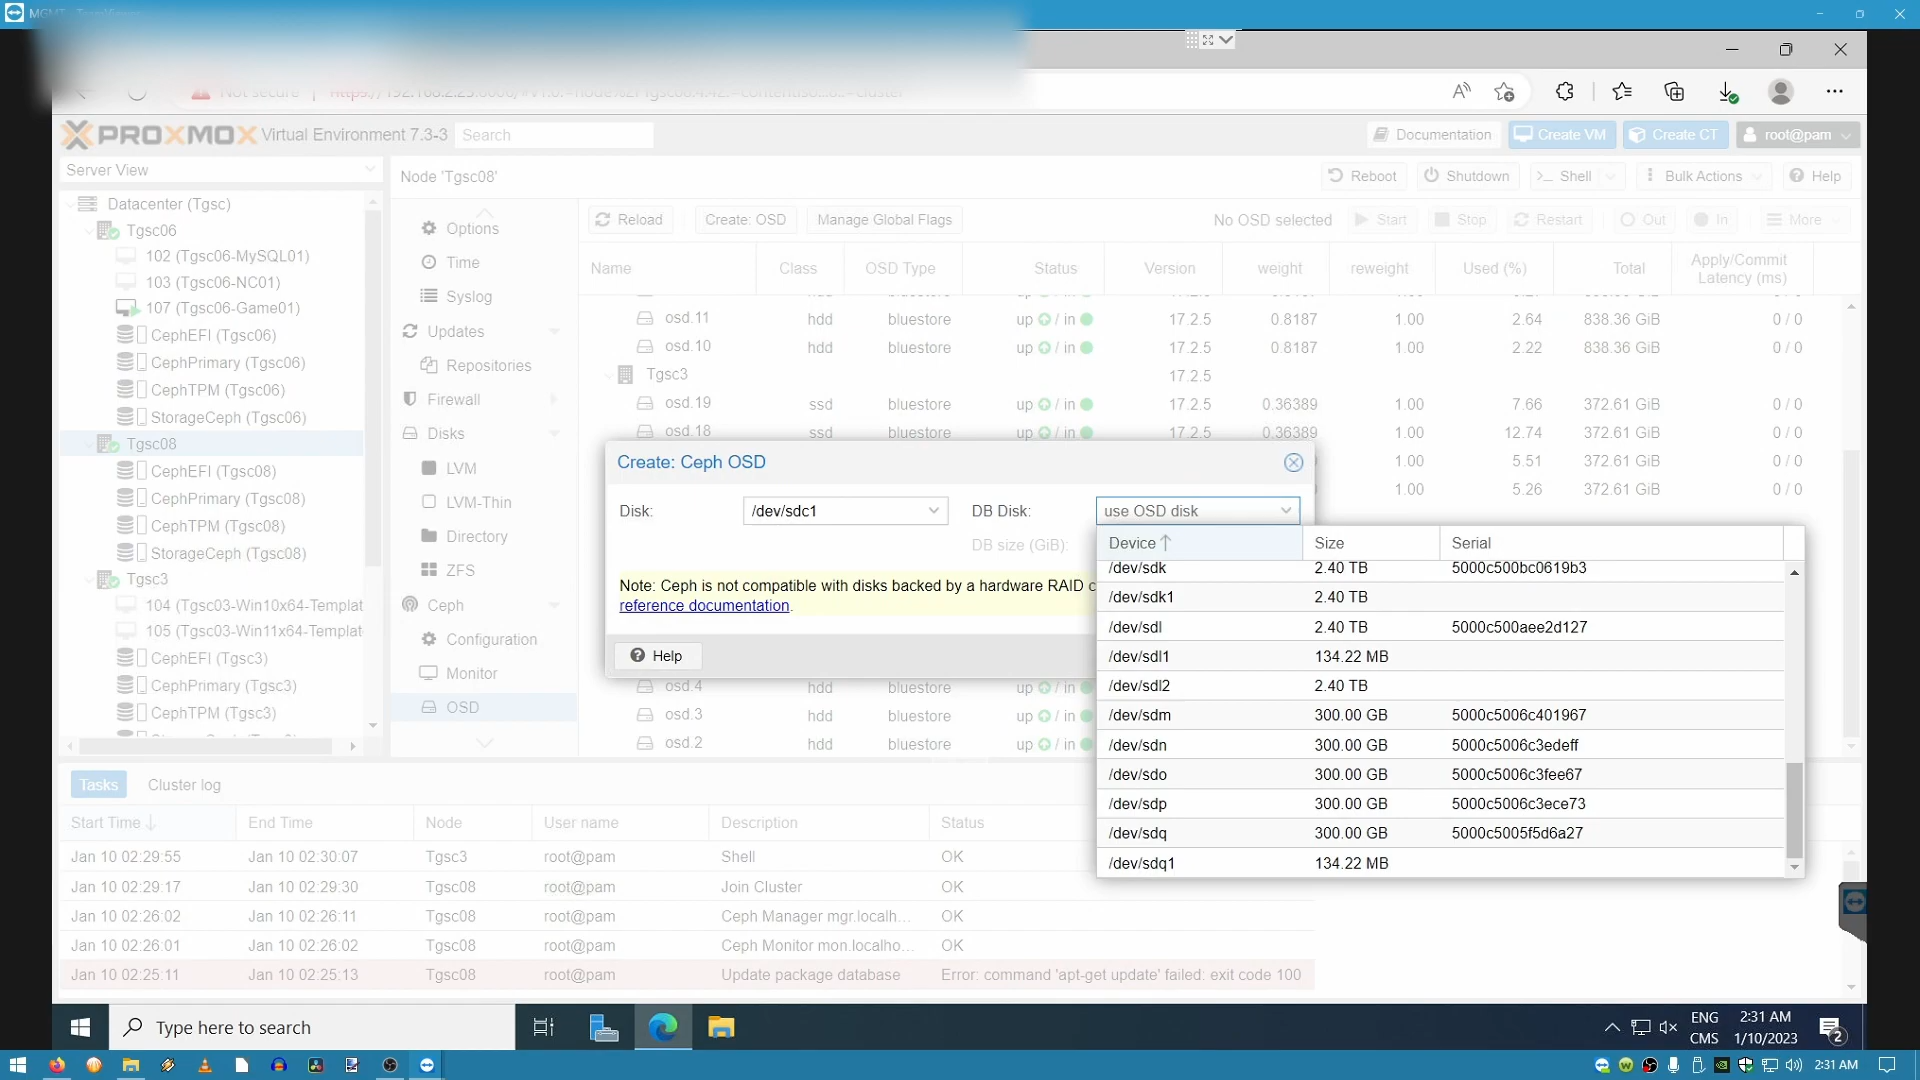 Not secure
PROXMOX Virtual Environment 7.3-3
Search
Documentation
Create VM
Create CT
root@pam
Server View
Node 'Tgsc08'
Reboot
Shutdown
Shell
Bulk Actions
Help
Datacenter (Tgsc)
Tgsc06
102 (Tgsc06-MySQL01)
103 (Tgsc06-NC01)
107 (Tgsc06-Game01)
CephEFI (Tgsc06)
CephPrimary (Tgsc06)
CephTPM (Tgsc06)
StorageCeph (Tgsc06)
Tgsc08
CephEFI (Tgsc08)
CephPrimary (Tgsc08)
CephTPM (Tgsc08)
StorageCeph (Tgsc08)
Tgsc3
104 (Tgsc03-Win10x64-Templat
105 (Tgsc03-Win11x64-Templat
CephEFI (Tgsc3)
CephPrimary (Tgsc3)
CephTPM (Tgsc3)
Options
Time
Syslog
Updates
Repositories
Firewall
Disks
LVM
LVM-Thin
Directory
ZFS
Ceph
Configuration
Monitor
OSD
Reload
Create: OSD
Manage Global Flags
No OSD selected
Start
Stop
Restart
Out
In
More
Name Class OSD Type Status Version weight reweight Used (%) Total Apply/Commit
Latency (ms)
osd.11 hdd bluestore up / in 17.2.5 0.8187 1.00 2.64 838.36 GiB 0 / 0
osd.10 hdd bluestore up / in 17.2.5 0.8187 1.00 2.22 838.36 GiB 0 / 0
Tgsc3 17.2.5
osd.19 ssd bluestore up / in 17.2.5 0.36389 1.00 7.66 372.61 GiB 0 / 0
osd.18 ssd bluestore up / in 17.2.5 0.36389 1.00 12.74 372.61 GiB 0 / 0
1.00 5.51 372.61 GiB 0 / 0
1.00 5.26 372.61 GiB 0 / 0
Create: Ceph OSD
Disk: /dev/sdc1
DB Disk: use OSD disk
DB size (GiB):
Note: Ceph is not compatible with disks backed by a hardware RAID c
reference documentation.
Help
Device Size Serial
/dev/sdk 2.40 TB 5000c500bc0619b3
/dev/sdk1 2.40 TB
/dev/sdl 2.40 TB 5000c500aee2d127
/dev/sdl1 134.22 MB
/dev/sdl2 2.40 TB
/dev/sdm 300.00 GB 5000c5006c401967
/dev/sdn 300.00 GB 5000c5006c3edeff
/dev/sdo 300.00 GB 5000c5006c3fee67
/dev/sdp 300.00 GB 5000c5006c3ece73
/dev/sdq 300.00 GB 5000c5005f5d6a27
/dev/sdq1 134.22 MB
osd.4 hdd bluestore up / in
osd.3 hdd bluestore up / in
osd.2 hdd bluestore up / in
Tasks
Cluster log
Start Time End Time Node User name Description Status
Jan 10 02:29:55 Jan 10 02:30:07 Tgsc3 root@pam Shell OK
Jan 10 02:29:17 Jan 10 02:29:30 Tgsc08 root@pam Join Cluster OK
Jan 10 02:26:02 Jan 10 02:26:11 Tgsc08 root@pam Ceph Manager mgr.localh... OK
Jan 10 02:26:01 Jan 10 02:26:02 Tgsc08 root@pam Ceph Monitor mon.localho... OK
Jan 10 02:25:11 Jan 10 02:25:13 Tgsc08 root@pam Update package database Error: command 'apt-get update' failed: exit code 100
Type here to search
ENG
CMS
2:31 AM
1/10/2023
2
2:31 AM